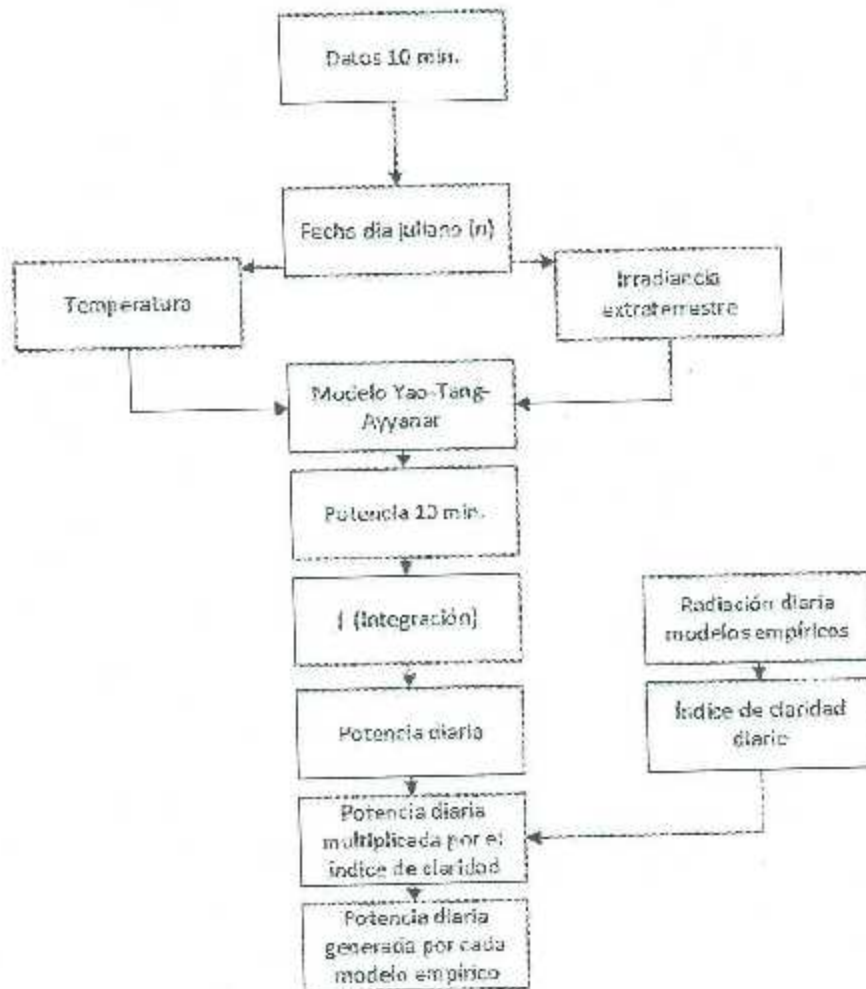 Datos 10 min.
Fecha día juliano (n)
Temperatura
Irradiancia
extraterrestre
Modelo Yao-Tang-
Ayyanar
Potencia 10 min.
∫ (Integración)
Radiación diaria
modelos empíricos
Potencia diaria
Índice de claridad
diario
Potencia diaria
multiplicada por el
índice de claridad
Potencia diaria
generada por cada
modelo empírico